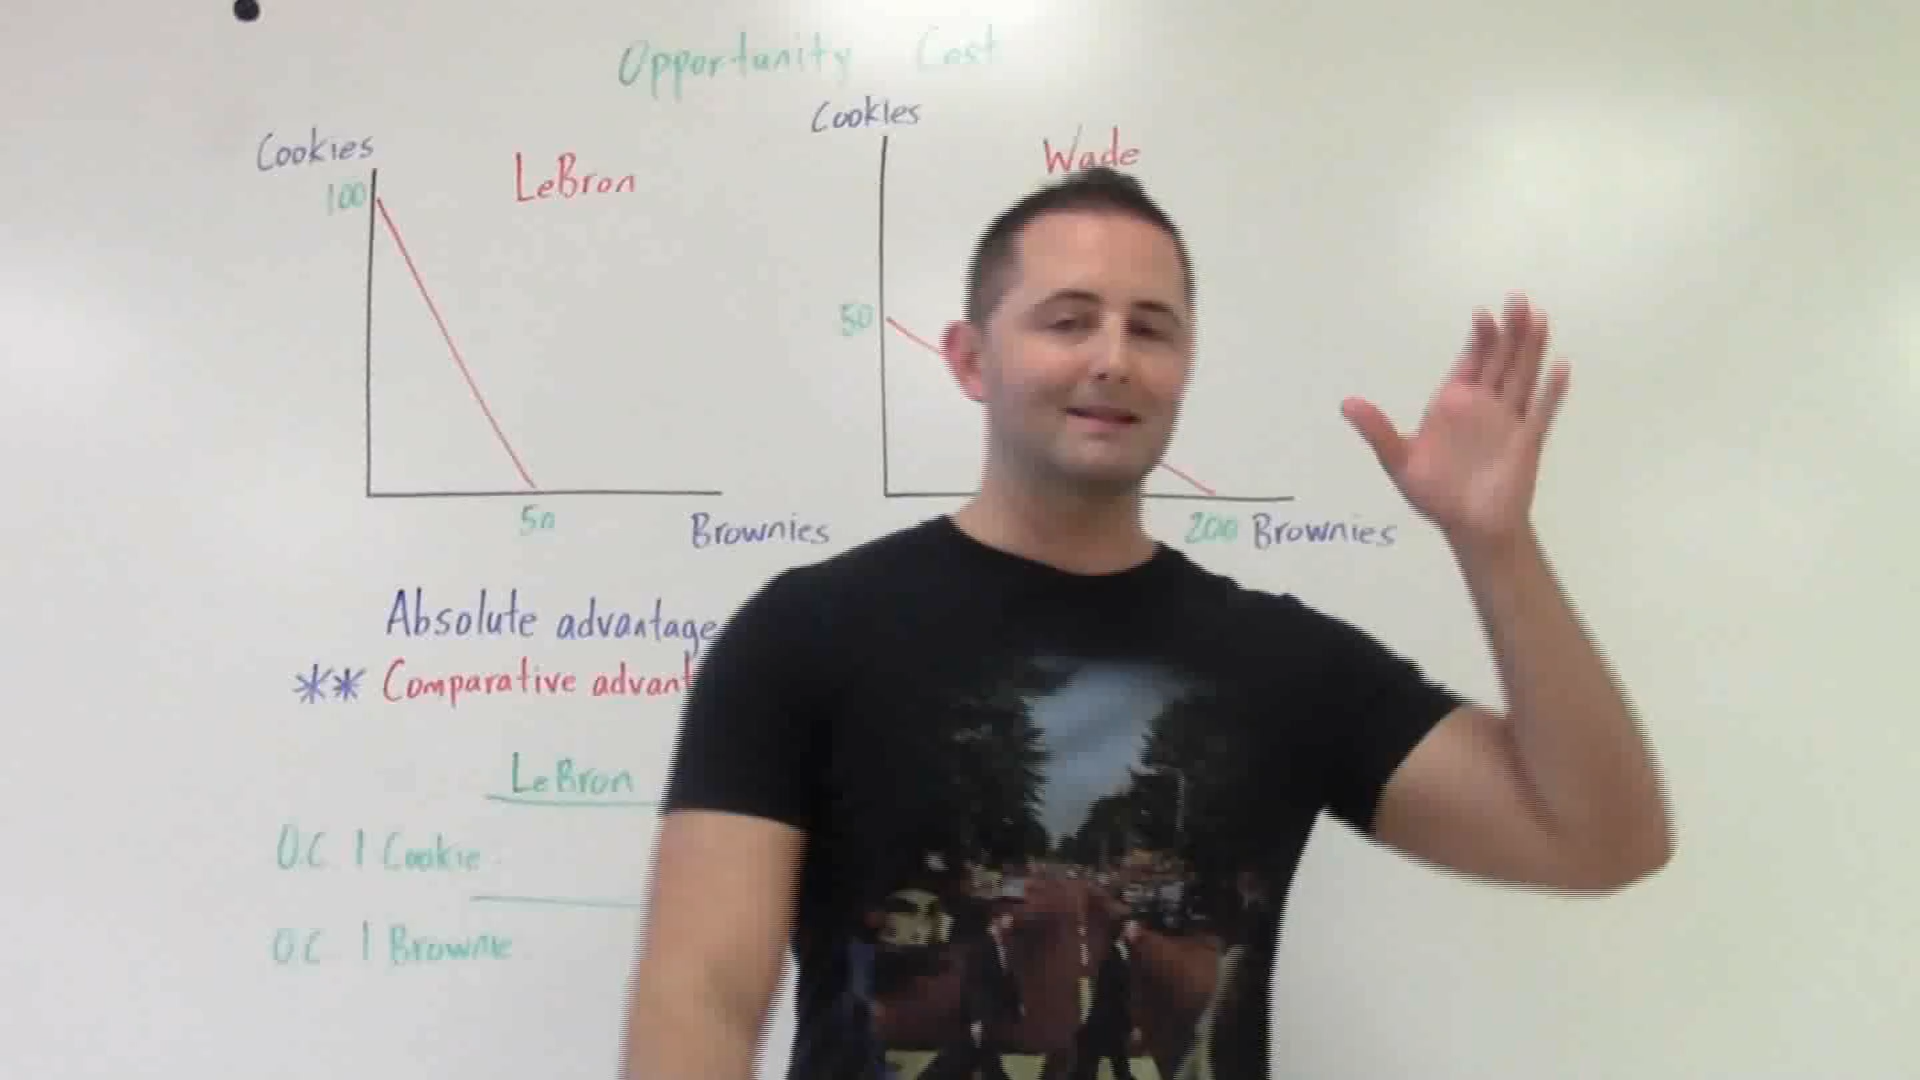 Opportunity Cost
Cookies
100
LeBron
50
Brownies
Cookies
Wade
50
200 Brownies
Absolute advantage
** Comparative advant
LeBron
O.C 1 Cookie
O.C 1 Brownie